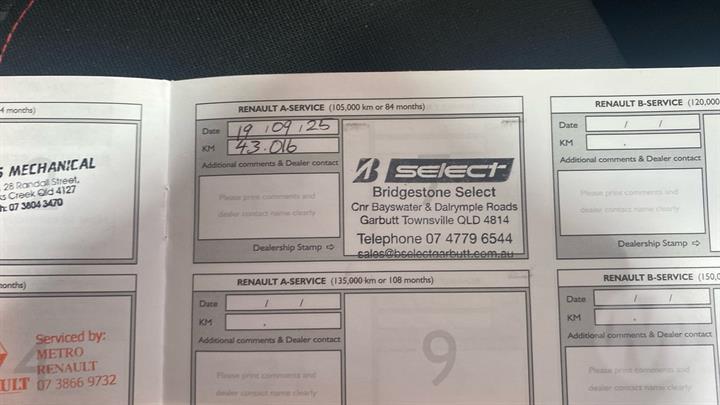 4 months)
S MECHANICAL
28 Randall Street,
ks Creek Qld 4127
h: 07 3804 3470
onths)
Serviced by:
METRO
RENAULT
07 3866 9732
ULT
RENAULT A-SERVICE (105,000 km or 84 months)
Date 19 / 09 / 25
KM 43.016
Additional comments & Dealer contact
Please print comments and
dealer contact name clearly
Dealership Stamp ⇨
SELECT
Bridgestone Select
Cnr Bayswater & Dalrymple Roads
Garbutt Townsville QLD 4814
Telephone 07 4779 6544
sales@bselectgarbutt.com.au
RENAULT A-SERVICE (135,000 km or 108 months)
Date / /
KM .
Additional comments & Dealer contact
Please print comments and
dealer contact name clearly
9
RENAULT B-SERVICE (120,000
Date / /
KM .
Additional comments & Dealer contact
Please print comments and
dealer contact name clearly
Dealership Stamp ⇨
RENAULT B-SERVICE (150,0
Date / /
KM .
Additional comments & Dealer contact
Please print comments and
dealer contact name clearly